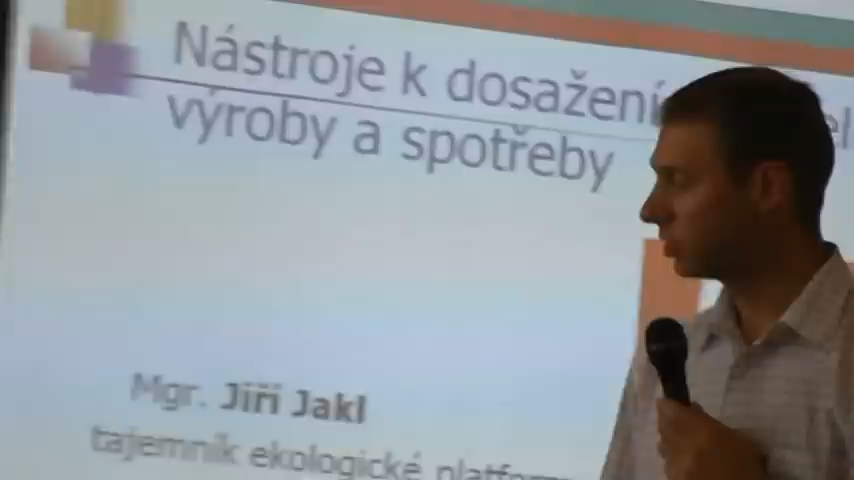 Nástroje k dosažení
výroby a spotřeby
Mgr. Jiří Jakl
tajemník ekologické